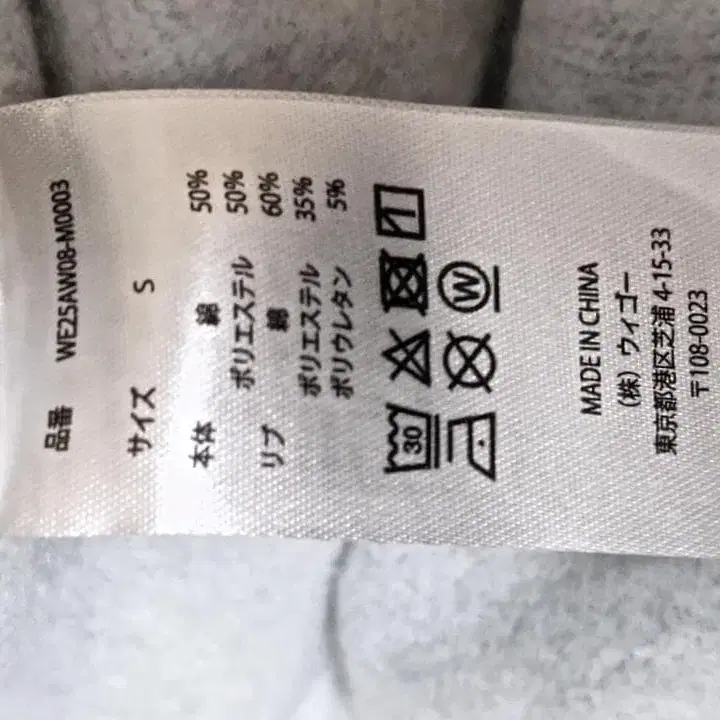 品番 WE25AW08-M0003
サイズ S
本体 綿 50%
ポリエステル 50%
リブ 綿 60%
ポリエステル 35%
ポリウレタン 5%
30
W
MADE IN CHINA
(株) ウィゴー
東京都港区芝浦 4-15-33
〒108-0023